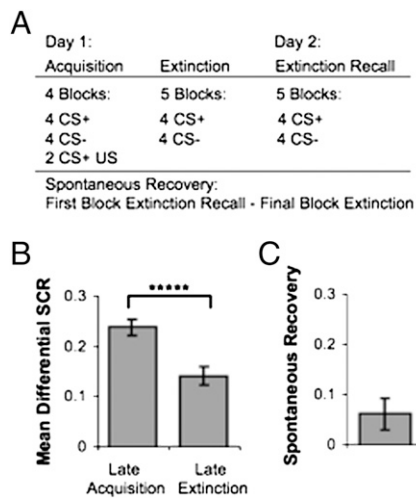 A
Day 1: Day 2:
Acquisition Extinction Extinction Recall
4 Blocks: 5 Blocks: 5 Blocks:
4 CS+ 4 CS+ 4 CS+
4 CS- 4 CS- 4 CS-
2 CS+ US
Spontaneous Recovery:
First Block Extinction Recall - Final Block Extinction
B
Mean Differential SCR
0.3
0.2
0.1
0
*****
Late Acquisition
Late Extinction
C
Spontaneous Recovery
0.3
0.2
0.1
0